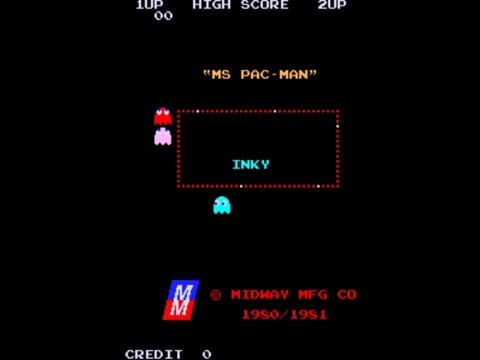 1UP HIGH SCORE 2UP
00
"MS PAC-MAN"
INKY
MM
© MIDWAY MFG CO
1980/1981
CREDIT 0